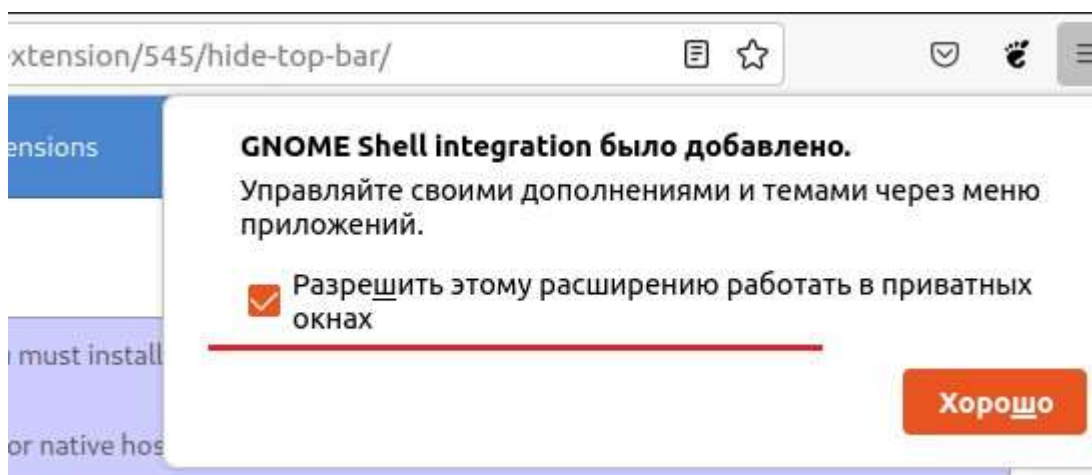 xtension/545/hide-top-bar/
ensions
GNOME Shell integration было добавлено.
Управляйте своими дополнениями и темами через меню
приложений.
Разрешить этому расширению работать в приватных
окнах
must install
Хорошо
or native hos